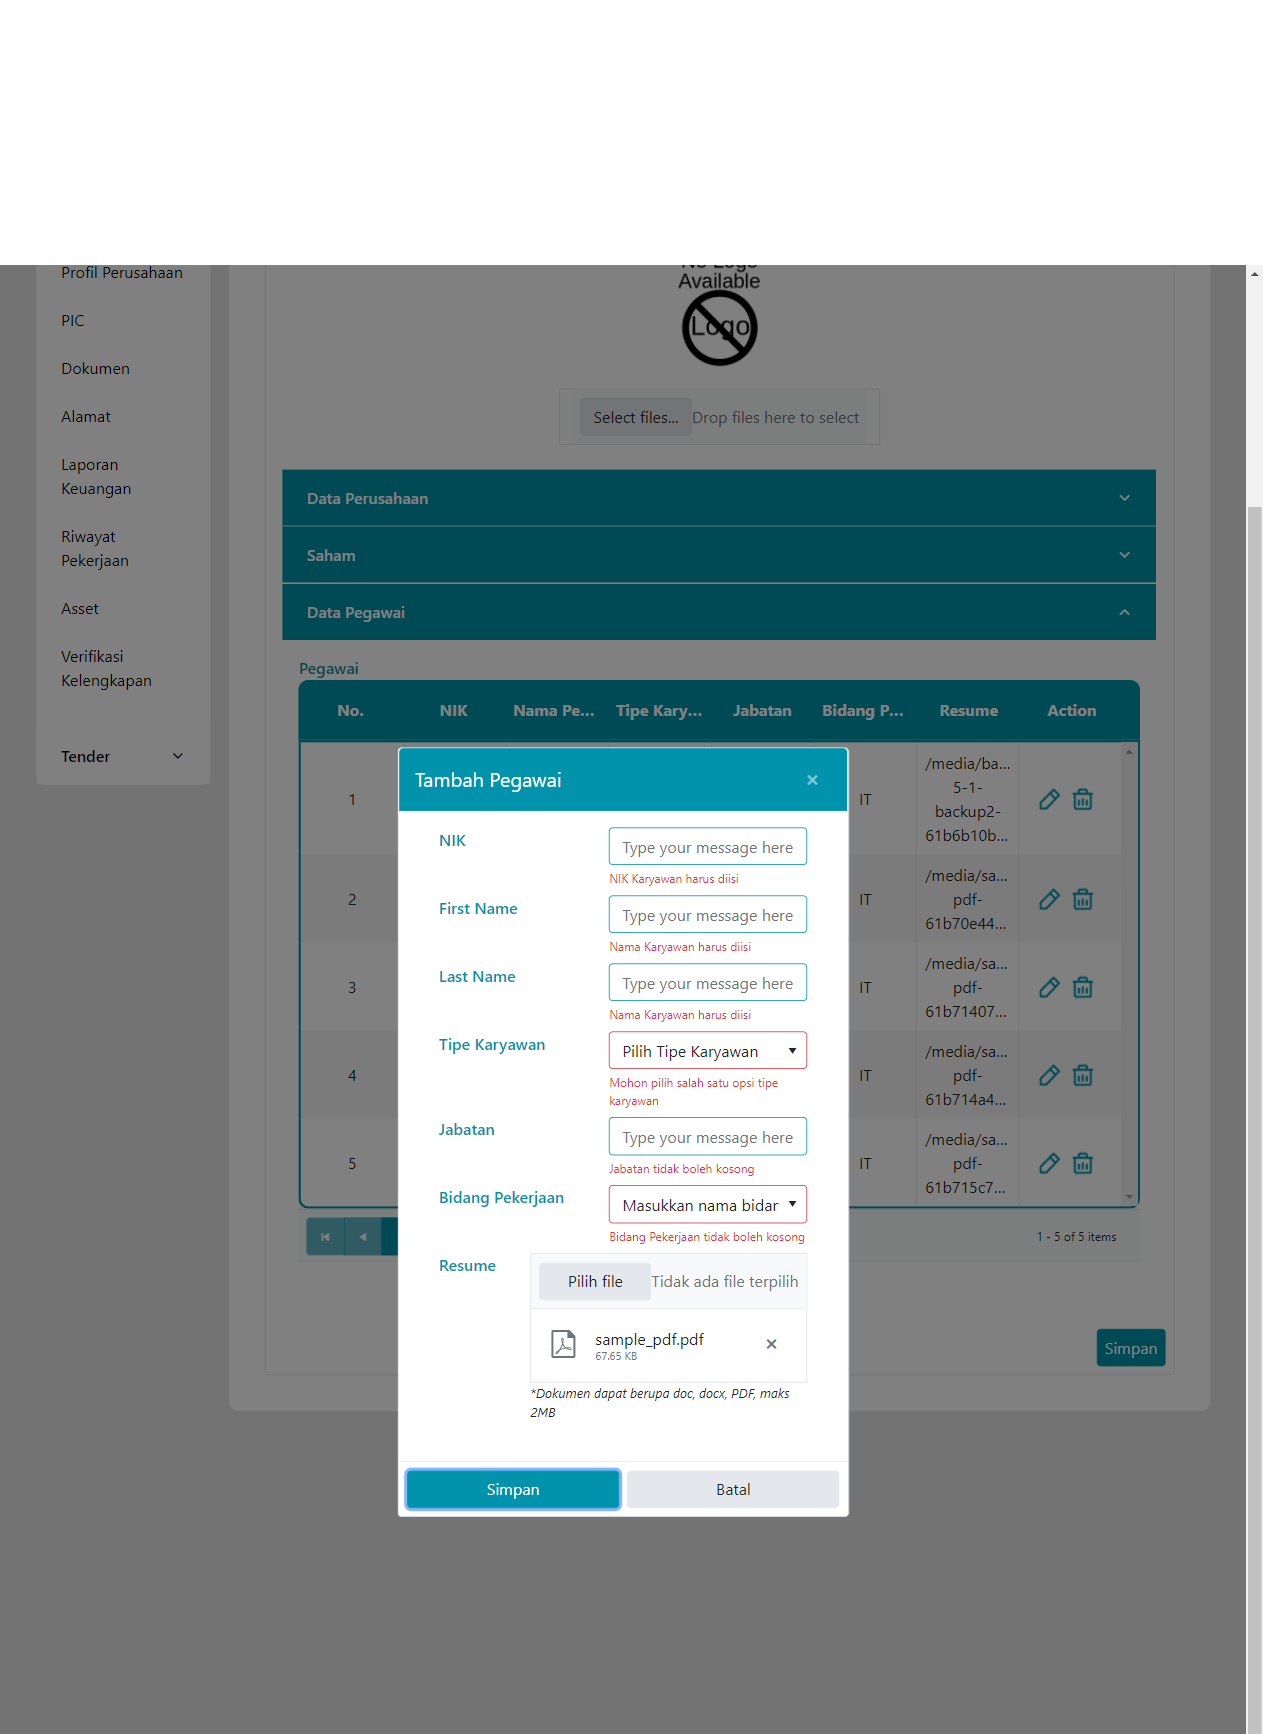 Profil Perusahaan
PIC
Dokumen
Alamat
Laporan
Keuangan
Riwayat
Pekerjaan
Asset
Verifikasi
Kelengkapan
Tender
No Logo
Available
Logo
Select files... Drop files here to select
Data Perusahaan
Saham
Data Pegawai
Pegawai
No. NIK Nama Pe... Tipe Kary... Jabatan Bidang P... Resume Action
1 IT /media/ba...
5-1-
backup2-
61b6b10b...
2 IT /media/sa...
pdf-
61b70e44...
3 IT /media/sa...
pdf-
61b71407...
4 IT /media/sa...
pdf-
61b714a4...
5 IT /media/sa...
pdf-
61b715c7...
1 - 5 of 5 items
Simpan
Tambah Pegawai
NIK Type your message here
NIK Karyawan harus diisi
First Name Type your message here
Nama Karyawan harus diisi
Last Name Type your message here
Nama Karyawan harus diisi
Tipe Karyawan Pilih Tipe Karyawan
Mohon pilih salah satu opsi tipe
karyawan
Jabatan Type your message here
Jabatan tidak boleh kosong
Bidang Pekerjaan Masukkan nama bidar
Bidang Pekerjaan tidak boleh kosong
Resume Pilih file Tidak ada file terpilih
sample_pdf.pdf
67.65 KB
*Dokumen dapat berupa doc, docx, PDF, maks
2MB
Simpan Batal